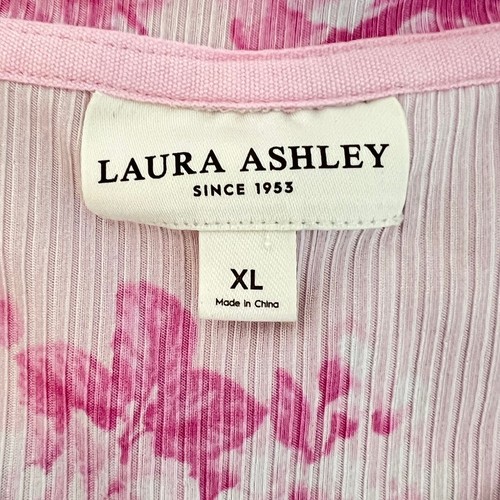 LAURA ASHLEY
SINCE 1953
XL
Made in China